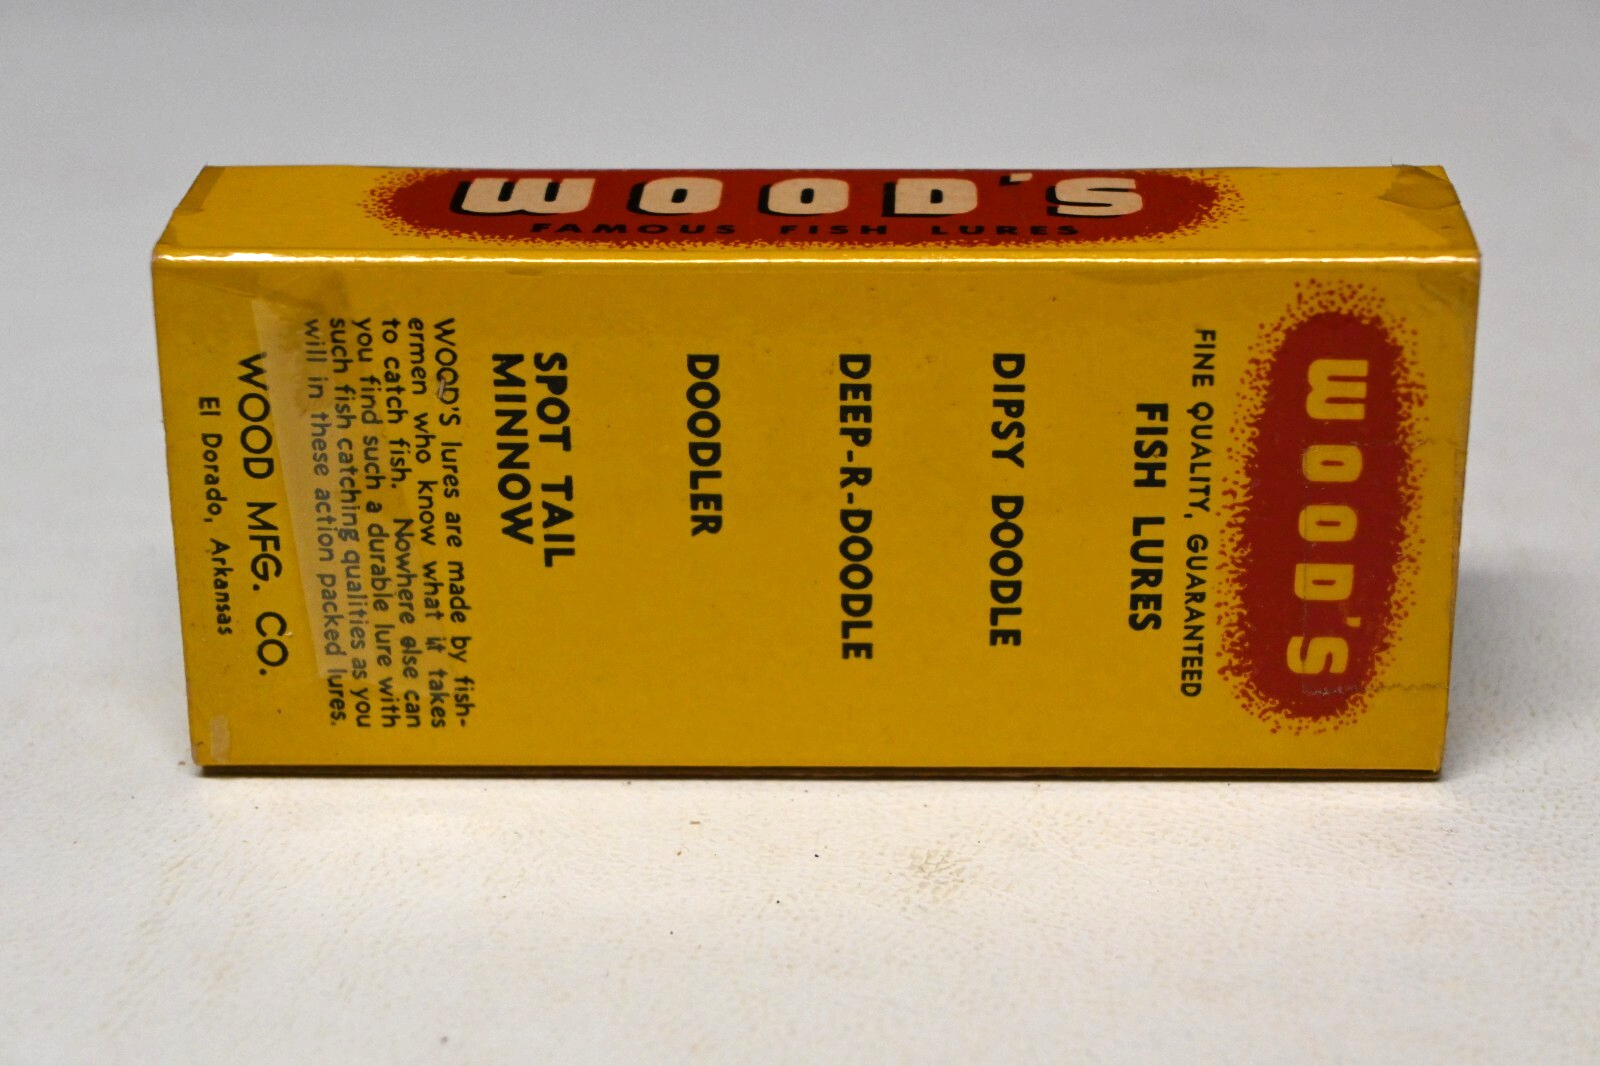 WOOD'S
FAMOUS FISH LURES
WOOD'S
FINE QUALITY, GUARANTEED
FISH LURES
DIPSY DOODLE
DEEP-R-DOODLE
DOODLER
SPOT TAIL
MINNOW
WOOD'S lures are made by fish-
ermen who know what it takes
to catch fish. Nowhere else can
you find such a durable lure with
such fish catching qualities as you
will in these action packed lures.
WOOD MFG. CO.
El Dorado, Arkansas